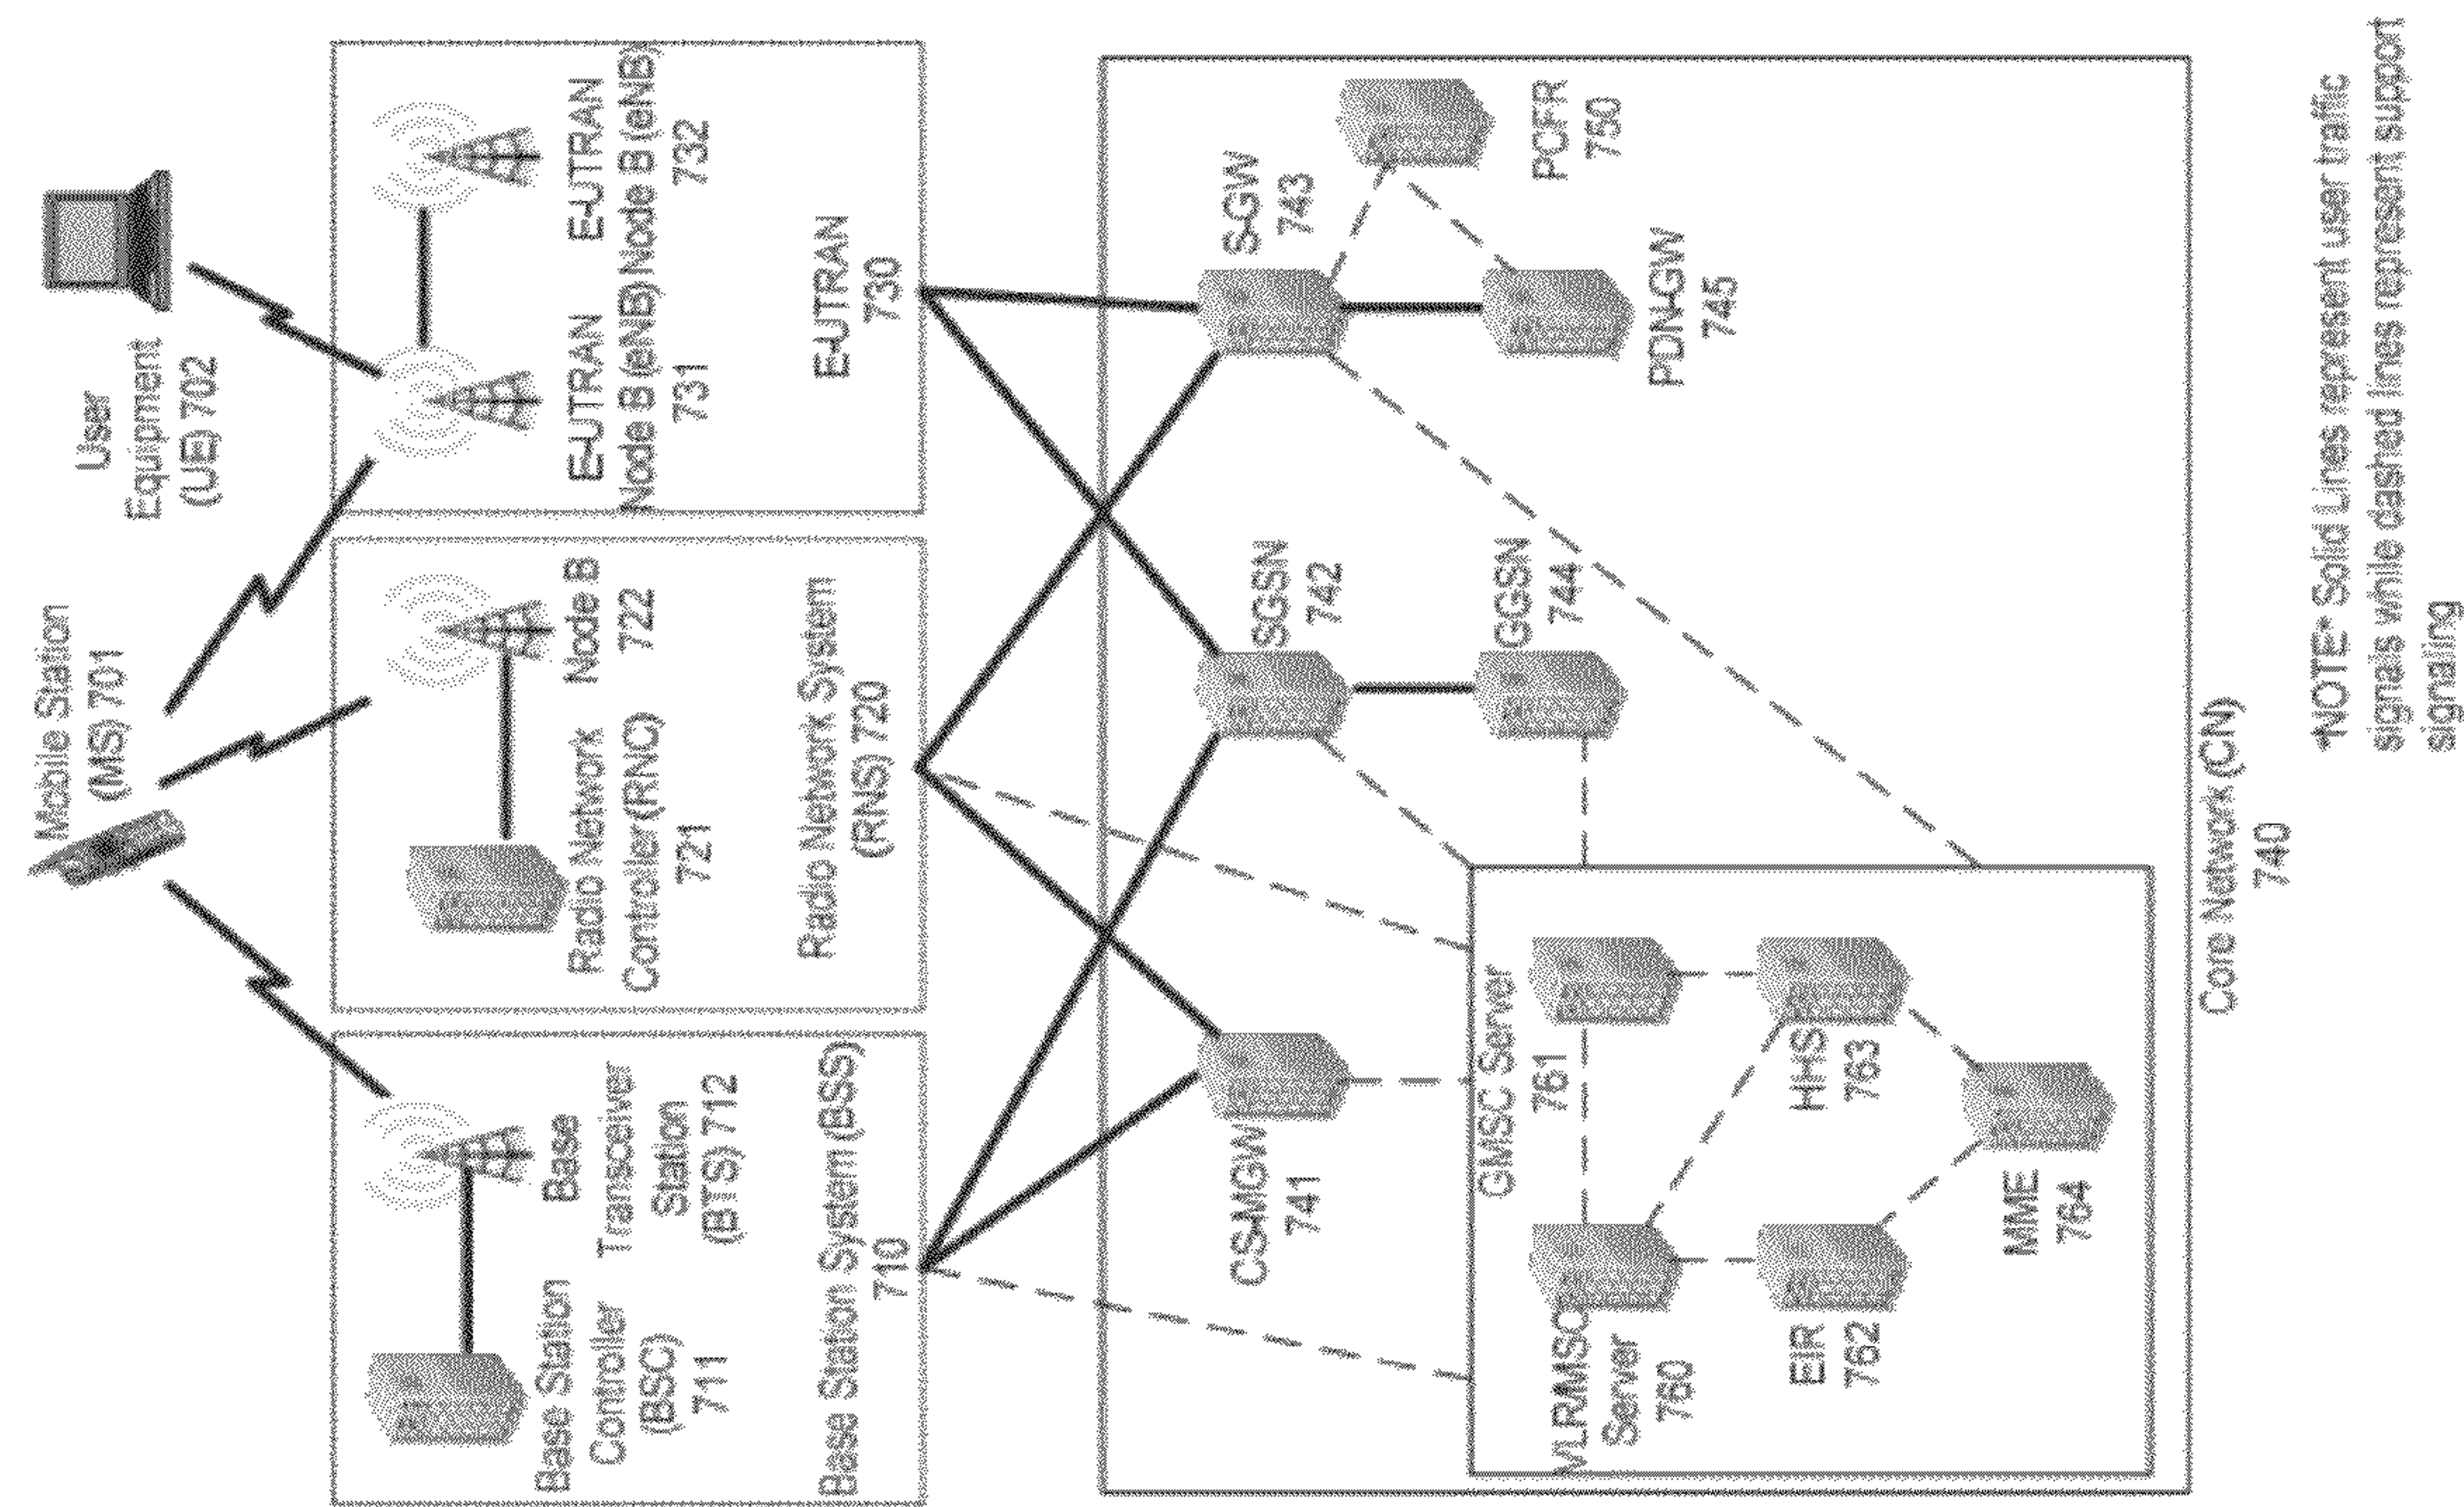 Mobile Station
(MS) 701
User
Equipment
(UE) 702
Base Station
Controller
(BSC)
711
Base
Transceiver
Station
(BTS) 712
Base Station System (BSS)
710
Radio Network
Controller (RNC)
721
Node B
722
Radio Network System
(RNS) 720
E-UTRAN
Node B (eNB)
731
E-UTRAN
Node B (eNB)
732
E-UTRAN
730
CS-MGW
741
SGSN
742
S-GW
743
GGSN
744
PDN-GW
745
PCFR
750
VLR/MSC
Server
760
GMSC Server
761
EIR
762
HHS
763
MME
764
Core Network (CN)
740
*NOTE* Solid Lines represent user traffic
signals while dashed lines represent support
signaling